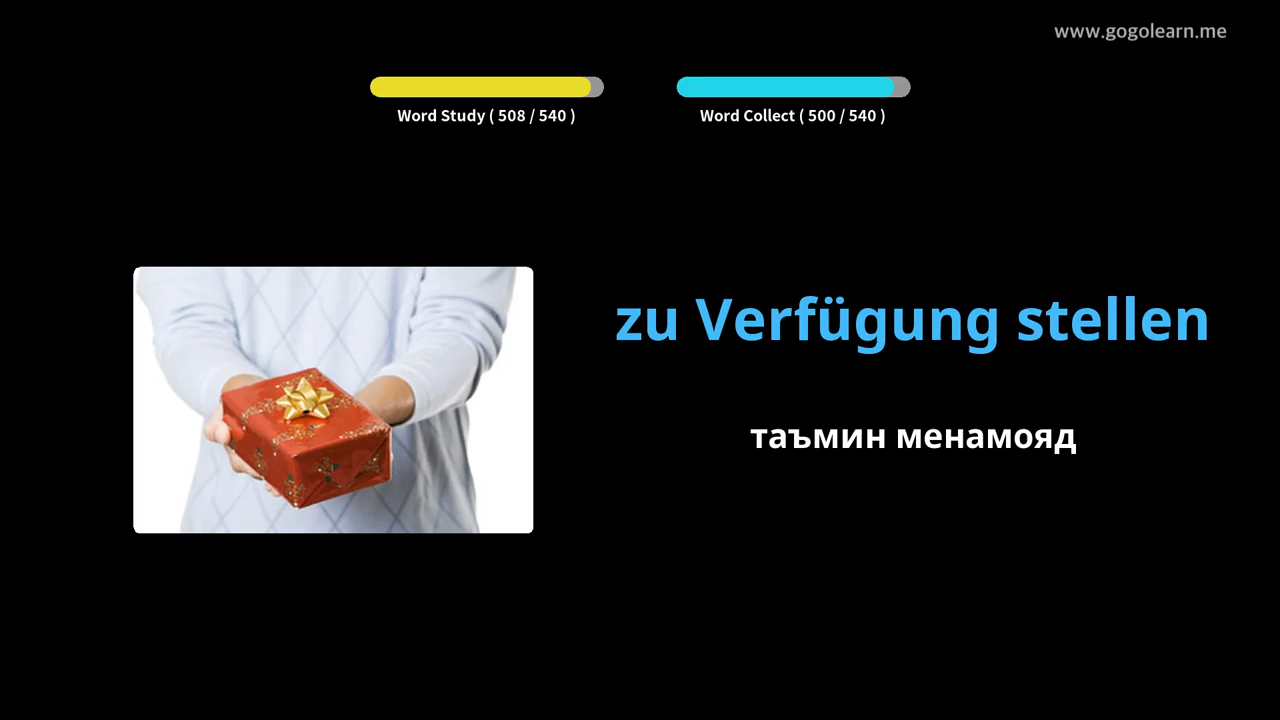 www.gogolearn.me
Word Study ( 508 / 540 )
Word Collect ( 500 / 540 )
zu Verfügung stellen
таъмин менамояд